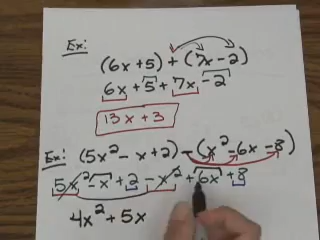 Ex: (6x+5) + (7x-2)
6x+5+7x-2
13x+3
Ex: (5x²-x+2) - (x²-6x-8)
5x²-x+2-x²+6x+8
4x²+5x